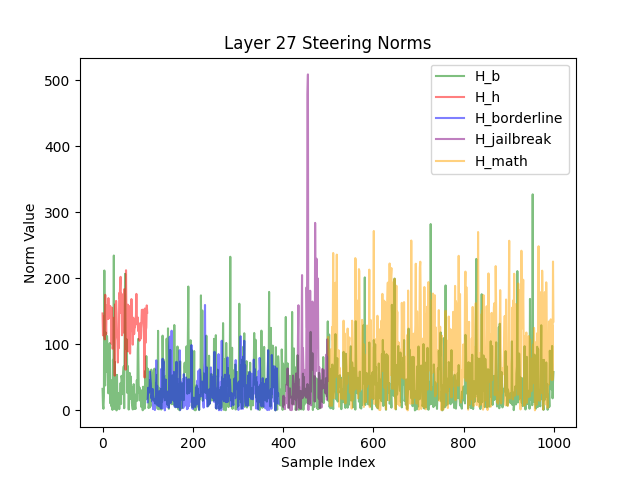 Layer 27 Steering Norms
500
400
300
200
100
0
Norm Value
H_b
H_h
H_borderline
H_jailbreak
H_math
0
200
400
600
800
1000
Sample Index